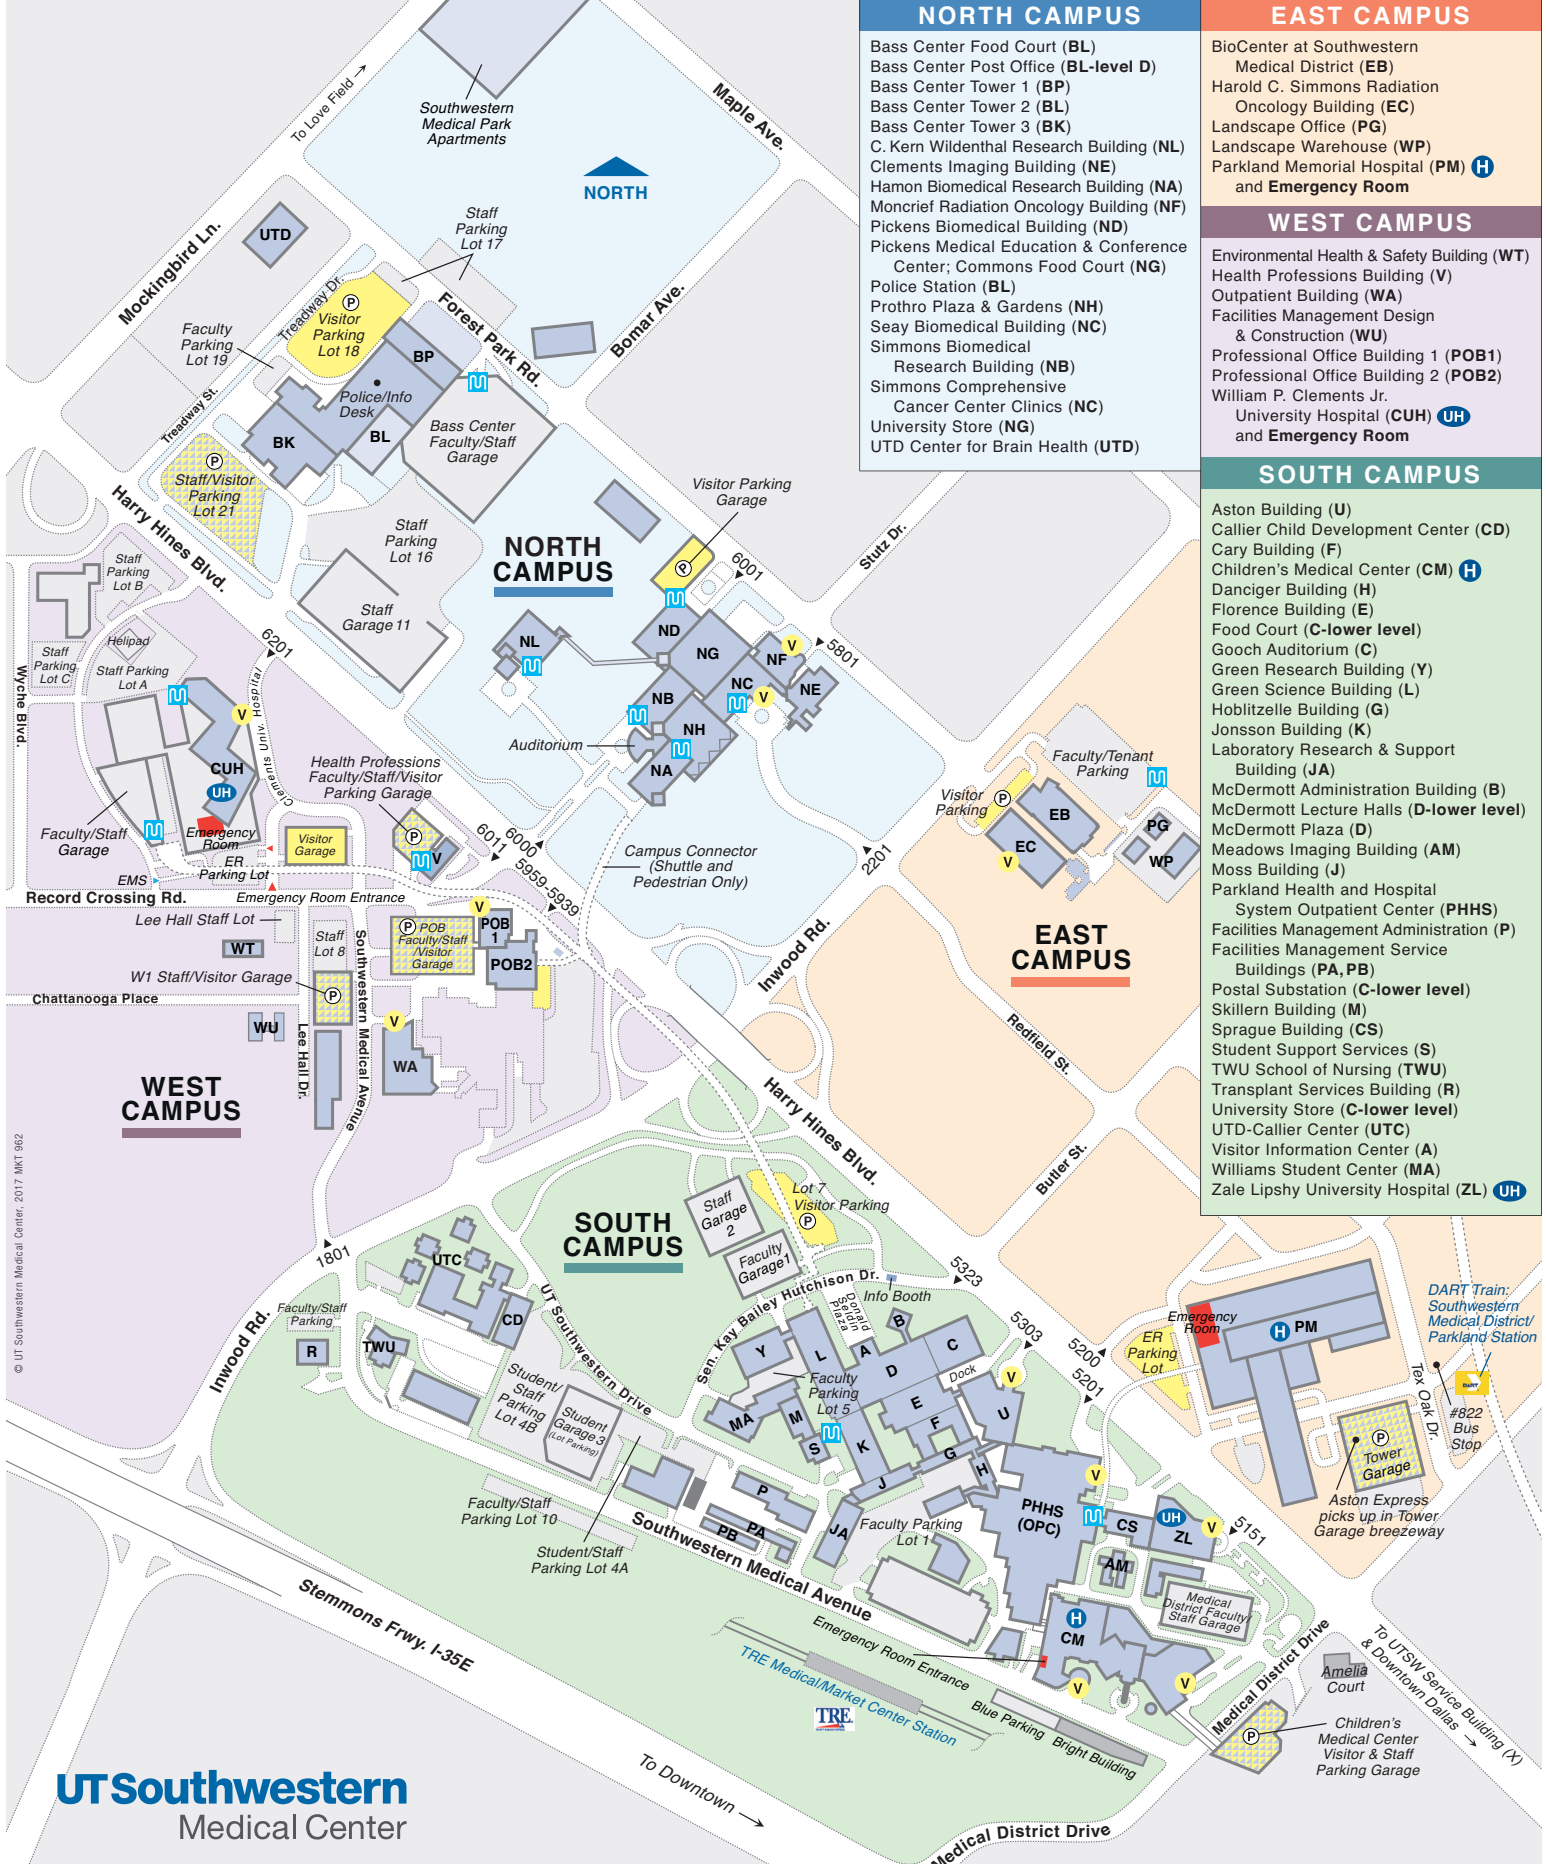 NORTH CAMPUS
Bass Center Food Court (BL)
Bass Center Post Office (BL-level D)
Bass Center Tower 1 (BP)
Bass Center Tower 2 (BL)
Bass Center Tower 3 (BK)
C. Kern Wildenthal Research Building (NL)
Clements Imaging Building (NE)
Hamon Biomedical Research Building (NA)
Moncrief Radiation Oncology Building (NF)
Pickens Biomedical Building (ND)
Pickens Medical Education & Conference
Center; Commons Food Court (NG)
Police Station (BL)
Prothro Plaza & Gardens (NH)
Seay Biomedical Building (NC)
Simmons Biomedical
Research Building (NB)
Simmons Comprehensive
Cancer Center Clinics (NC)
University Store (NG)
UTD Center for Brain Health (UTD)
EAST CAMPUS
BioCenter at Southwestern
Medical District (EB)
Harold C. Simmons Radiation
Oncology Building (EC)
Landscape Office (PG)
Landscape Warehouse (WP)
Parkland Memorial Hospital (PM) H
and Emergency Room
WEST CAMPUS
Environmental Health & Safety Building (WT)
Health Professions Building (V)
Outpatient Building (WA)
Facilities Management Design
& Construction (WU)
Professional Office Building 1 (POB1)
Professional Office Building 2 (POB2)
William P. Clements Jr.
University Hospital (CUH) UH
and Emergency Room
SOUTH CAMPUS
Aston Building (U)
Callier Child Development Center (CD)
Cary Building (F)
Children's Medical Center (CM) H
Danciger Building (H)
Florence Building (E)
Food Court (C-lower level)
Gooch Auditorium (C)
Green Research Building (Y)
Green Science Building (L)
Hoblitzelle Building (G)
Jonsson Building (K)
Laboratory Research & Support
Building (JA)
McDermott Administration Building (B)
McDermott Lecture Halls (D-lower level)
McDermott Plaza (D)
Meadows Imaging Building (AM)
Moss Building (J)
Parkland Health and Hospital
System Outpatient Center (PHHS)
Facilities Management Administration (P)
Facilities Management Service
Buildings (PA, PB)
Postal Substation (C-lower level)
Skillern Building (M)
Sprague Building (CS)
Student Support Services (S)
TWU School of Nursing (TWU)
Transplant Services Building (R)
University Store (C-lower level)
UTD-Callier Center (UTC)
Visitor Information Center (A)
Williams Student Center (MA)
Zale Lipshy University Hospital (ZL) UH
To Love Field
Southwestern
Medical Park
Apartments
Maple Ave.
NORTH
Mockingbird Ln.
UTD
Staff
Parking
Lot 17
Treadway Dr.
P
Visitor
Parking
Lot 18
Forest Park Rd.
Bomar Ave.
Faculty
Parking
Lot 19
BP
Police/Info
Desk
Treadway St.
BK
BL
Bass Center
Faculty/Staff
Garage
P
Staff/Visitor
Parking
Lot 21
Harry Hines Blvd.
Staff
Parking
Lot 16
Visitor Parking
Garage
P
NORTH
CAMPUS
6001
Stutz Dr.
Staff
Parking
Lot B
Staff
Garage 11
Helipad
6201
Staff
Parking
Lot C
Staff Parking
Lot A
Wyche Blvd.
Clements Univ. Hospital
NL
ND
NG
NF
V
5801
NC
V
NE
NB
NH
Auditorium
NA
V
CUH
UH
Emergency
Room
Faculty/Staff
Garage
ER
Parking Lot
Visitor
Garage
Health Professions
Faculty/Staff/Visitor
Parking Garage
P
V
6011
6000
5959-5939
Campus Connector
(Shuttle and
Pedestrian Only)
2201
Faculty/Tenant
Parking
Visitor
Parking
P
EB
EC
V
PG
WP
EMS
Record Crossing Rd.
Emergency Room Entrance
Lee Hall Staff Lot
WT
Staff
Lot 8
W1 Staff/Visitor Garage
P
P
POB
Faculty/Staff
/Visitor
Garage
V
POB
1
POB2
Chattanooga Place
WU
Lee Hall Dr.
Southwestern Medical Avenue
V
WA
Inwood Rd.
EAST
CAMPUS
Redfield St.
WEST
CAMPUS
Harry Hines Blvd.
Butler St.
© UT Southwestern Medical Center, 2017 MKT 962
SOUTH
CAMPUS
Staff
Garage
2
Lot 7
Visitor Parking
P
Faculty
Garage1
1801
UTC
CD
UT Southwestern Drive
Sen. Kay Bailey Hutchison Dr.
Donald
Seldin
Plaza
Info Booth
5323
5303
5200
5201
Faculty/Staff
Parking
R
TWU
Inwood Rd.
Y
L
A
B
C
D
Dock
V
Faculty
Parking
Lot 5
E
F
U
Student/
Staff
Parking
Lot 4B
Student
Garage 3
(Lot Parking)
MA
M
S
K
G
H
J
Faculty/Staff
Parking Lot 10
Student/Staff
Parking Lot 4A
P
PA
PB
JA
Faculty Parking
Lot 1
PHHS
(OPC)
V
CS
UH
ZL
V
5151
AM
Medical
District Faculty/
Staff Garage
Emergency
Room
ER
Parking
Lot
H PM
DART Train:
Southwestern
Medical District/
Parkland Station
DART
Tex Oak Dr.
#822
Bus
Stop
P
Tower
Garage
Aston Express
picks up in Tower
Garage breezeway
Southwestern Medical Avenue
Stemmons Frwy. I-35E
Emergency Room Entrance
TRE Medical/Market Center Station
TRE
H
CM
V
V
Blue Parking
Bright Building
Medical District Drive
Amelia
Court
To UTSW Service Building (X)
& Downtown Dallas
P
Children's
Medical Center
Visitor & Staff
Parking Garage
To Downtown
Medical District Drive
UT Southwestern
Medical Center